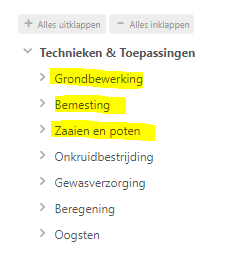 Alles uitklappen Alles inklappen
Technieken & Toepassingen
Grondbewerking
Bemesting
Zaaien en poten
Onkruidbestrijding
Gewasverzorging
Beregening
Oogsten